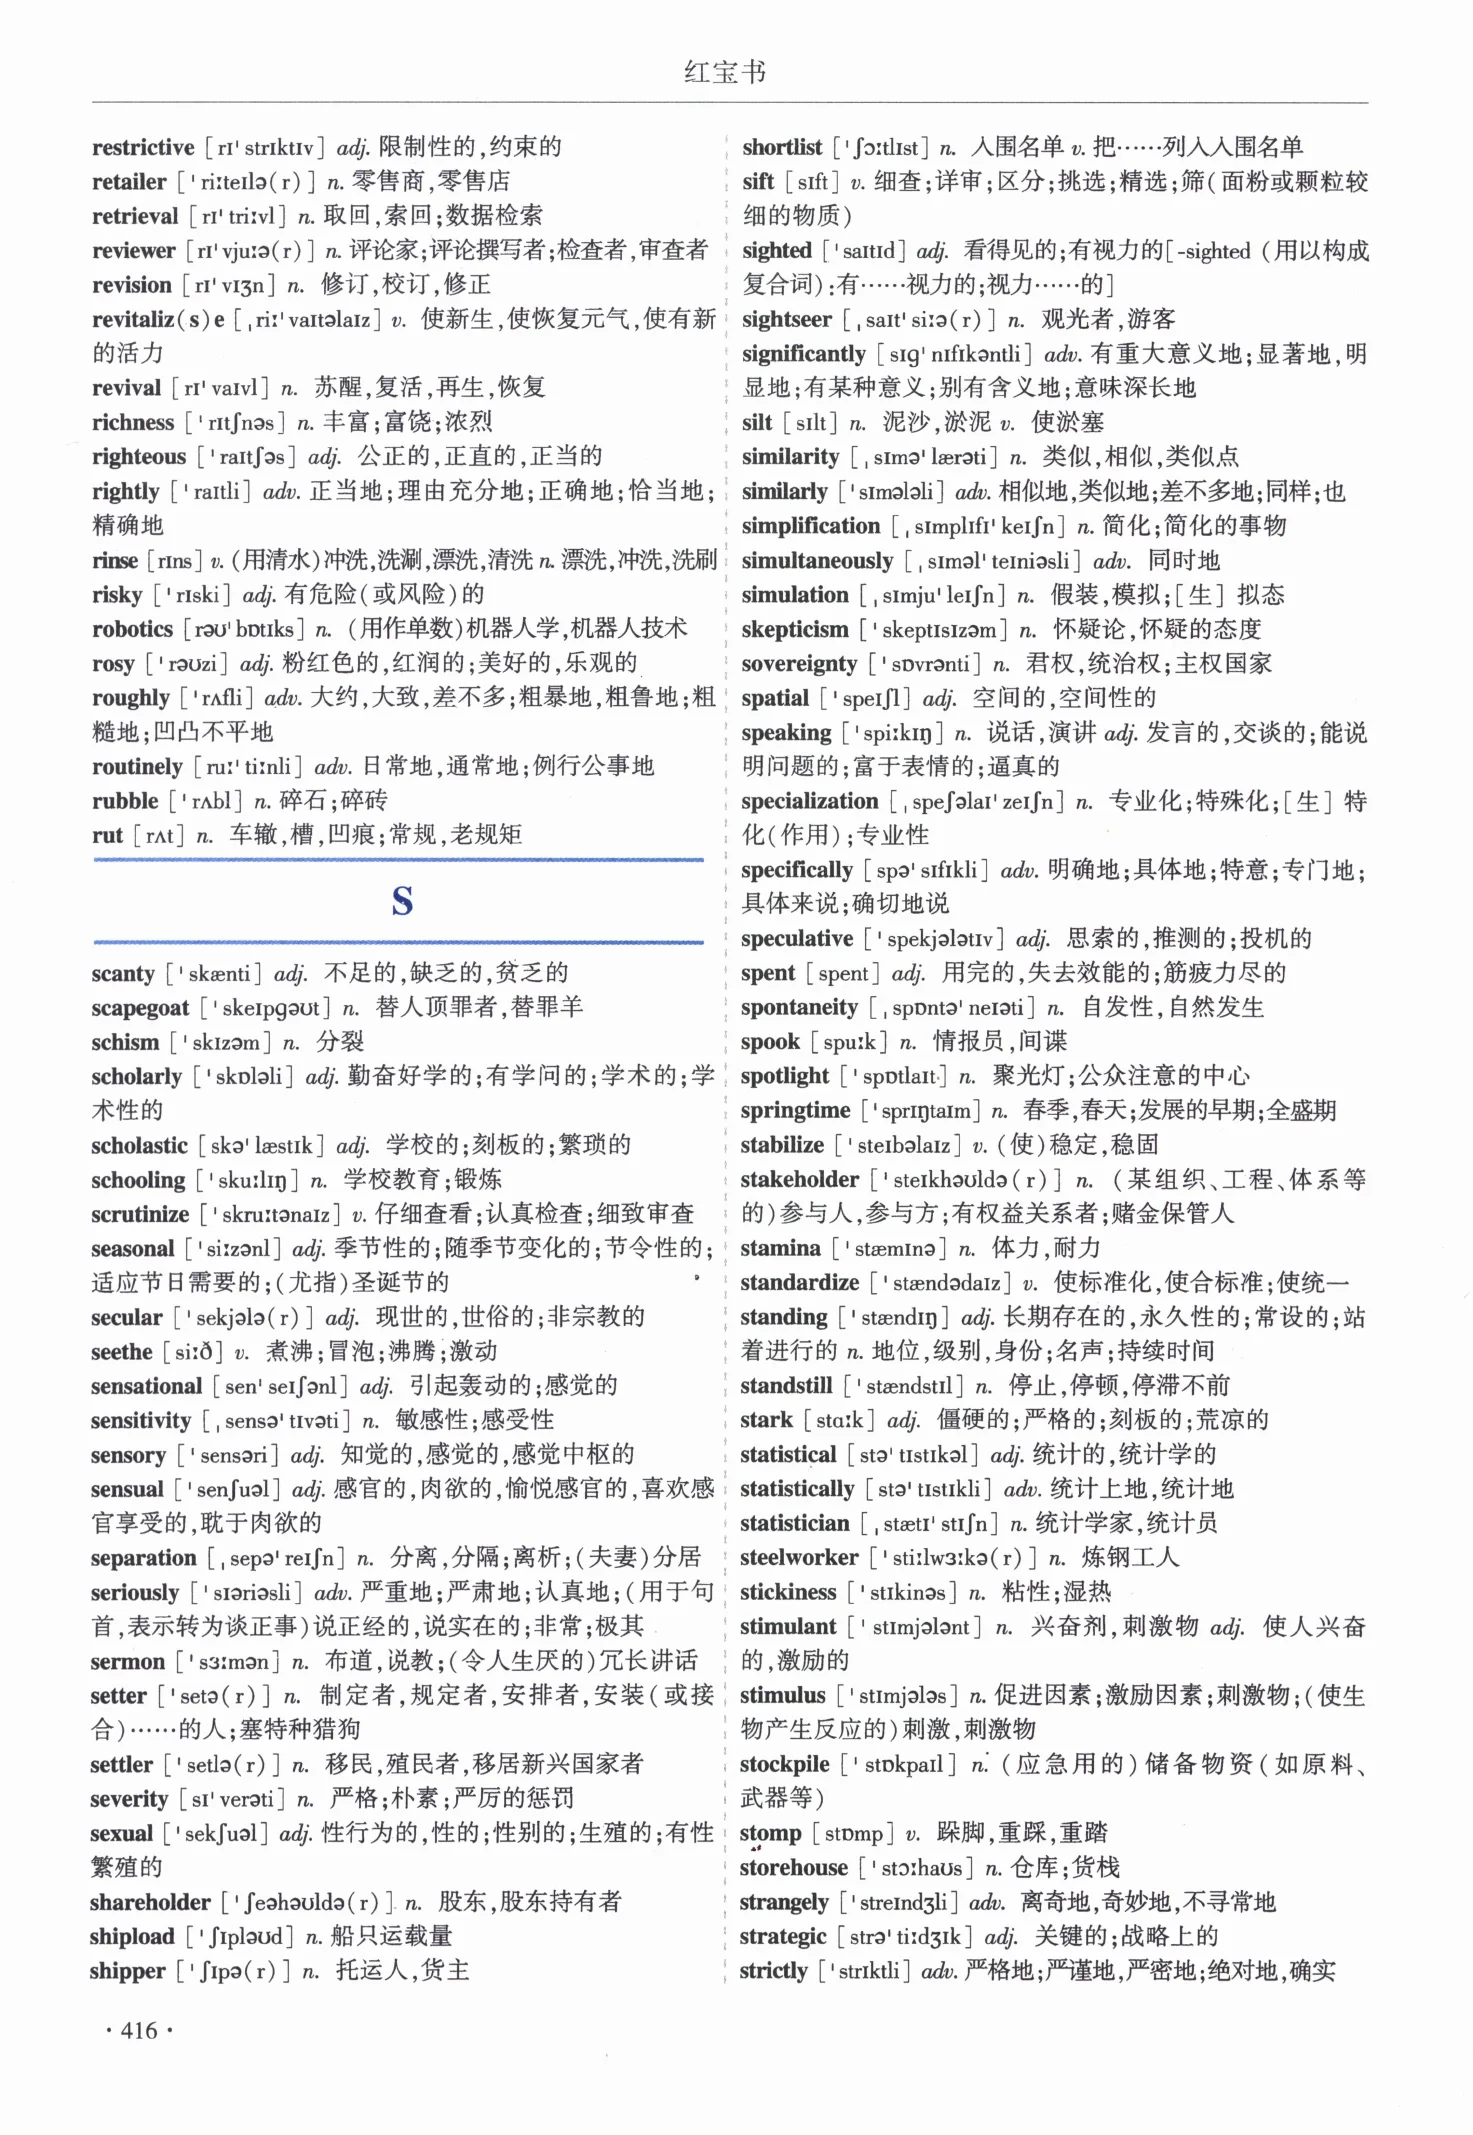 红宝书
restrictive [rɪˈstrɪktɪv] adj. 限制性的,约束的
retailer [ˈriːteɪlə(r)] n. 零售商,零售店
retrieval [rɪˈtriːvl] n. 取回,索回;数据检索
reviewer [rɪˈvjuːə(r)] n. 评论家;评论撰写者;检查者,审查者
revision [rɪˈvɪʒn] n. 修订,校订,修正
revitaliz(s)e [ˌriːˈvaɪtəlaɪz] v. 使新生,使恢复元气,使有新
的活力
revival [rɪˈvaɪvl] n. 苏醒,复活,再生,恢复
richness [ˈrɪtʃnəs] n. 丰富;富饶;浓烈
righteous [ˈraɪtʃəs] adj. 公正的,正直的,正当的
rightly [ˈraɪtli] adv. 正当地;理由充分地;正确地;恰当地;
精确地
rinse [rɪns] v. (用清水)冲洗,洗涮,漂洗,清洗 n. 漂洗,冲洗,洗刷
risky [ˈrɪski] adj. 有危险(或风险)的
robotics [rəʊˈbɒtɪks] n. (用作单数)机器人学,机器人技术
rosy [ˈrəʊzi] adj. 粉红色的,红润的;美好的,乐观的
roughly [ˈrʌfli] adv. 大约,大致,差不多;粗暴地,粗鲁地;粗
糙地;凹凸不平地
routinely [ruːˈtiːnli] adv. 日常地,通常地;例行公事地
rubble [ˈrʌbl] n. 碎石;碎砖
rut [rʌt] n. 车辙,槽,凹痕;常规,老规矩
S
scanty [ˈskænti] adj. 不足的,缺乏的,贫乏的
scapegoat [ˈskeɪpɡəʊt] n. 替人顶罪者,替罪羊
schism [ˈskɪzəm] n. 分裂
scholarly [ˈskɒləli] adj. 勤奋好学的;有学问的;学术的;学
术性的
scholastic [skəˈlæstɪk] adj. 学校的;刻板的;繁琐的
schooling [ˈskuːlɪŋ] n. 学校教育;锻炼
scrutinize [ˈskruːtənaɪz] v. 仔细查看;认真检查;细致审查
seasonal [ˈsiːzənl] adj. 季节性的;随季节变化的;节令性的;
适应节日需要的;(尤指)圣诞节的
secular [ˈsekjələ(r)] adj. 现世的,世俗的;非宗教的
seethe [siːð] v. 煮沸;冒泡;沸腾;激动
sensational [senˈseɪʃənl] adj. 引起轰动的;感觉的
sensitivity [ˌsensəˈtɪvəti] n. 敏感性;感受性
sensory [ˈsensəri] adj. 知觉的,感觉的,感觉中枢的
sensual [ˈsenʃuəl] adj. 感官的,肉欲的,愉悦感官的,喜欢感
官享受的,耽于肉欲的
separation [ˌsepəˈreɪʃn] n. 分离,分隔;离析;(夫妻)分居
seriously [ˈsɪəriəsli] adv. 严重地;严肃地;认真地;(用于句
首,表示转为谈正事)说正经的,说实在的;非常;极其
sermon [ˈsɜːmən] n. 布道,说教;(令人生厌的)冗长讲话
setter [ˈsetə(r)] n. 制定者,规定者,安排者,安装(或接
合)……的人;塞特种猎狗
settler [ˈsetlə(r)] n. 移民,殖民者,移居新兴国家者
severity [sɪˈverəti] n. 严格;朴素;严厉的惩罚
sexual [ˈsekʃuəl] adj. 性行为的,性的;性别的;生殖的;有性
繁殖的
shareholder [ˈʃeəhəʊldə(r)] n. 股东,股东持有者
shipload [ˈʃɪpləʊd] n. 船只运载量
shipper [ˈʃɪpə(r)] n. 托运人,货主
shortlist [ˈʃɔːtlɪst] n. 入围名单 v. 把……列入入围名单
sift [sɪft] v. 细查;详审;区分;挑选;精选;筛(面粉或颗粒较
细的物质)
sighted [ˈsaɪtɪd] adj. 看得见的;有视力的[-sighted (用以构成
复合词):有……视力的;视力……的]
sightseer [ˌsaɪtˈsiːə(r)] n. 观光者,游客
significantly [sɪɡˈnɪfɪkəntli] adv. 有重大意义地;显著地,明
显地;有某种意义;别有含义地;意味深长地
silt [sɪlt] n. 泥沙,淤泥 v. 使淤塞
similarity [ˌsɪməˈlærəti] n. 类似,相似,类似点
similarly [ˈsɪmələli] adv. 相似地,类似地;差不多地;同样;也
simplification [ˌsɪmplɪfɪˈkeɪʃn] n. 简化;简化的事物
simultaneously [ˌsɪməlˈteɪniəsli] adv. 同时地
simulation [ˌsɪmjuˈleɪʃn] n. 假装,模拟;[生] 拟态
skepticism [ˈskeptɪsɪzəm] n. 怀疑论,怀疑的态度
sovereignty [ˈsɒvrənti] n. 君权,统治权;主权国家
spatial [ˈspeɪʃl] adj. 空间的,空间性的
speaking [ˈspiːkɪŋ] n. 说话,演讲 adj. 发言的,交谈的;能说
明问题的;富于表情的;逼真的
specialization [ˌspeʃəlaɪˈzeɪʃn] n. 专业化;特殊化;[生] 特
化(作用);专业性
specifically [spəˈsɪfɪkli] adv. 明确地;具体地;特意;专门地;
具体来说;确切地说
speculative [ˈspekjələtɪv] adj. 思索的,推测的;投机的
spent [spent] adj. 用完的,失去效能的;筋疲力尽的
spontaneity [ˌspɒntəˈneɪəti] n. 自发性,自然发生
spook [spuːk] n. 情报员,间谍
spotlight [ˈspɒtlaɪt] n. 聚光灯;公众注意的中心
springtime [ˈsprɪŋtaɪm] n. 春季,春天;发展的早期;全盛期
stabilize [ˈsteɪbəlaɪz] v. (使)稳定,稳固
stakeholder [ˈsteɪkhəʊldə(r)] n. (某组织、工程、体系等
的)参与人,参与方;有权益关系者;赌金保管人
stamina [ˈstæmɪnə] n. 体力,耐力
standardize [ˈstændədaɪz] v. 使标准化,使合标准;使统一
standing [ˈstændɪŋ] adj. 长期存在的,永久性的;常设的;站
着进行的 n. 地位,级别,身份;名声;持续时间
standstill [ˈstændstɪl] n. 停止,停顿,停滞不前
stark [stɑːk] adj. 僵硬的;严格的;刻板的;荒凉的
statistical [stəˈtɪstɪkəl] adj. 统计的,统计学的
statistically [stəˈtɪstɪkli] adv. 统计上地,统计地
statistician [ˌstætɪˈstɪʃn] n. 统计学家,统计员
steelworker [ˈstiːlwɜːkə(r)] n. 炼钢工人
stickiness [ˈstɪkinəs] n. 粘性;湿热
stimulant [ˈstɪmjələnt] n. 兴奋剂,刺激物 adj. 使人兴奋
的,激励的
stimulus [ˈstɪmjələs] n. 促进因素;激励因素;刺激物;(使生
物产生反应的)刺激,刺激物
stockpile [ˈstɒkpaɪl] n. (应急用的)储备物资(如原料、
武器等)
stomp [stɒmp] v. 跺脚,重踩,重踏
storehouse [ˈstɔːhaʊs] n. 仓库;货栈
strangely [ˈstreɪndʒli] adv. 离奇地,奇妙地,不寻常地
strategic [strəˈtiːdʒɪk] adj. 关键的;战略上的
strictly [ˈstrɪktli] adv. 严格地;严谨地,严密地;绝对地,确实
· 416 ·